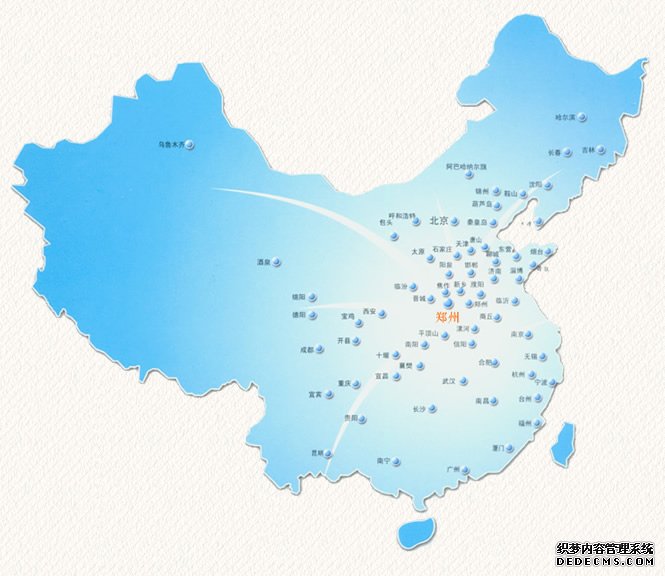 哈尔滨
乌鲁木齐
长春
吉林
阿巴哈纳尔旗
沈阳
锦州
鞍山
葫芦岛
呼和浩特
包头
北京
秦皇岛
大连
天津
唐山
太原
石家庄
东营
聊城
烟台
酒泉
阳泉
邯郸
济南
淄博
青岛
临汾
焦作
新乡
濮阳
绵阳
晋城
郑州
临沂
德阳
宝鸡
西安
郑州
商丘
平顶山
漯河
南京
开县
南阳
信阳
成都
十堰
无锡
襄樊
合肥
宜昌
杭州
重庆
武汉
宁波
宜宾
长沙
南昌
台州
贵阳
福州
昆明
南宁
厦门
广州
织梦内容管理系统
DEDECMS.COM